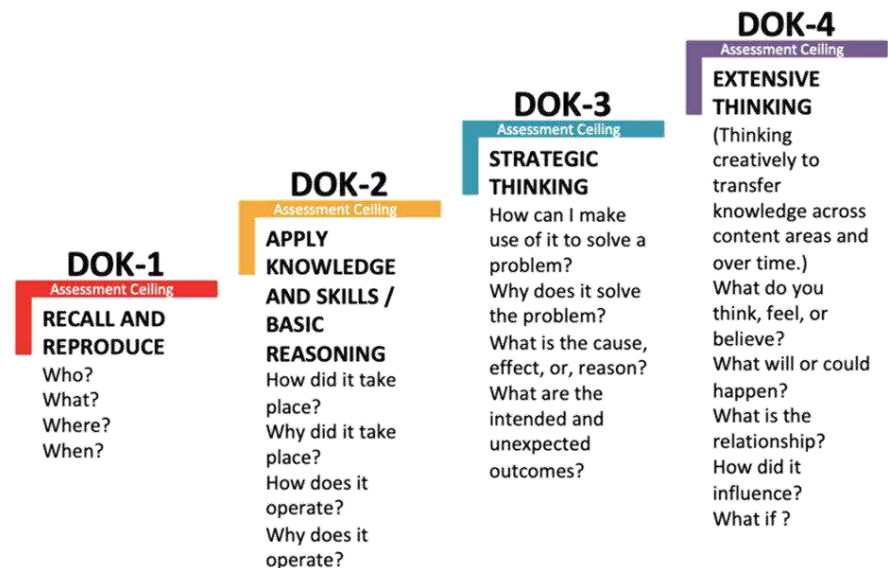 DOK-1
Assessment Ceiling
RECALL AND
REPRODUCE
Who?
What?
Where?
When?
DOK-2
Assessment Ceiling
APPLY
KNOWLEDGE
AND SKILLS /
BASIC
REASONING
How did it take
place?
Why did it take
place?
How does it
operate?
Why does it
operate?
DOK-3
Assessment Ceiling
STRATEGIC
THINKING
How can I make
use of it to solve a
problem?
Why does it solve
the problem?
What is the cause,
effect, or, reason?
What are the
intended and
unexpected
outcomes?
DOK-4
Assessment Ceiling
EXTENSIVE
THINKING
(Thinking
creatively to
transfer
knowledge across
content areas and
over time.)
What do you
think, feel, or
believe?
What will or could
happen?
What is the
relationship?
How did it
influence?
What if ?